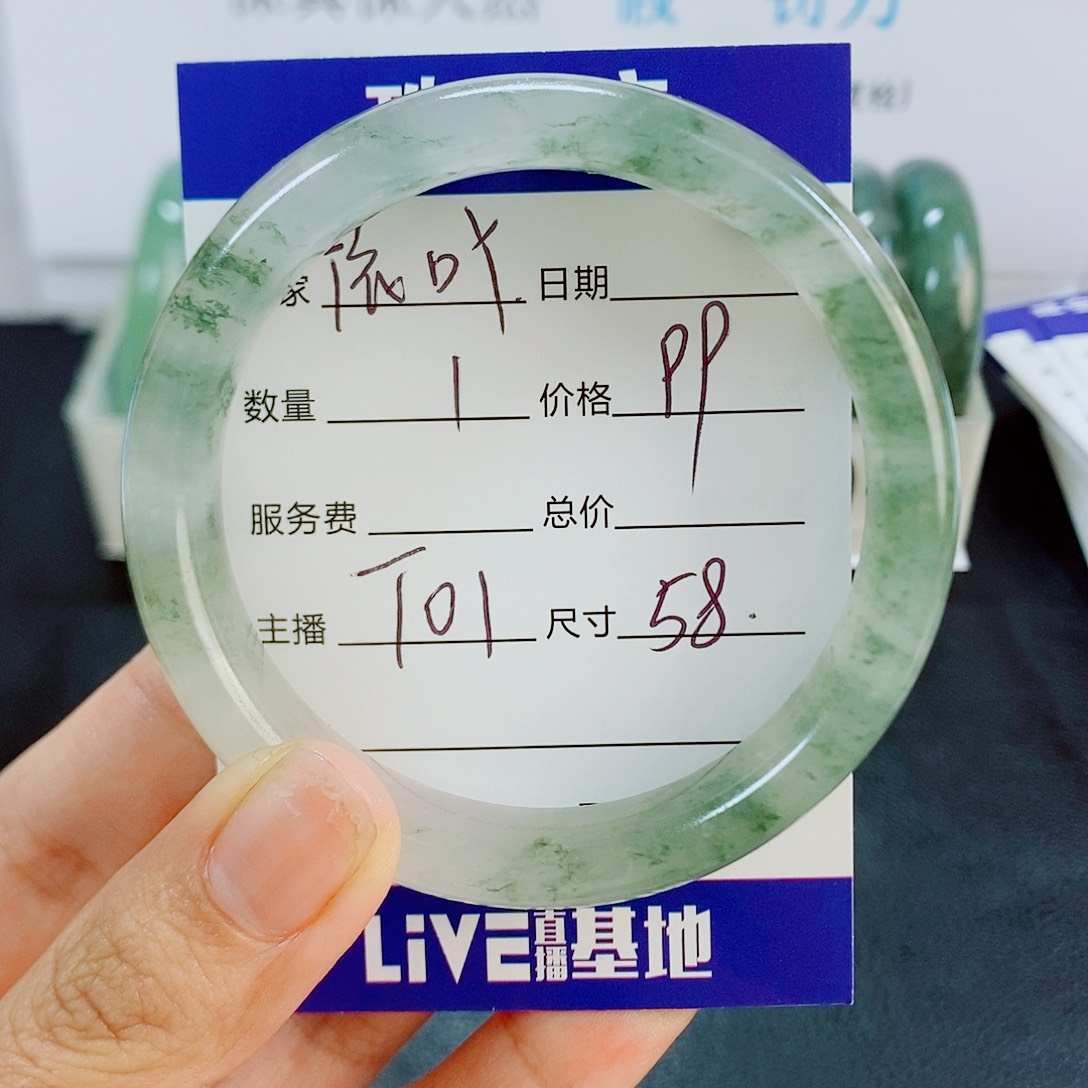 家 依叶 日期
数量 1 价格 PP
服务费 总价
主播 T01 尺寸 58.
LiVE直播基地